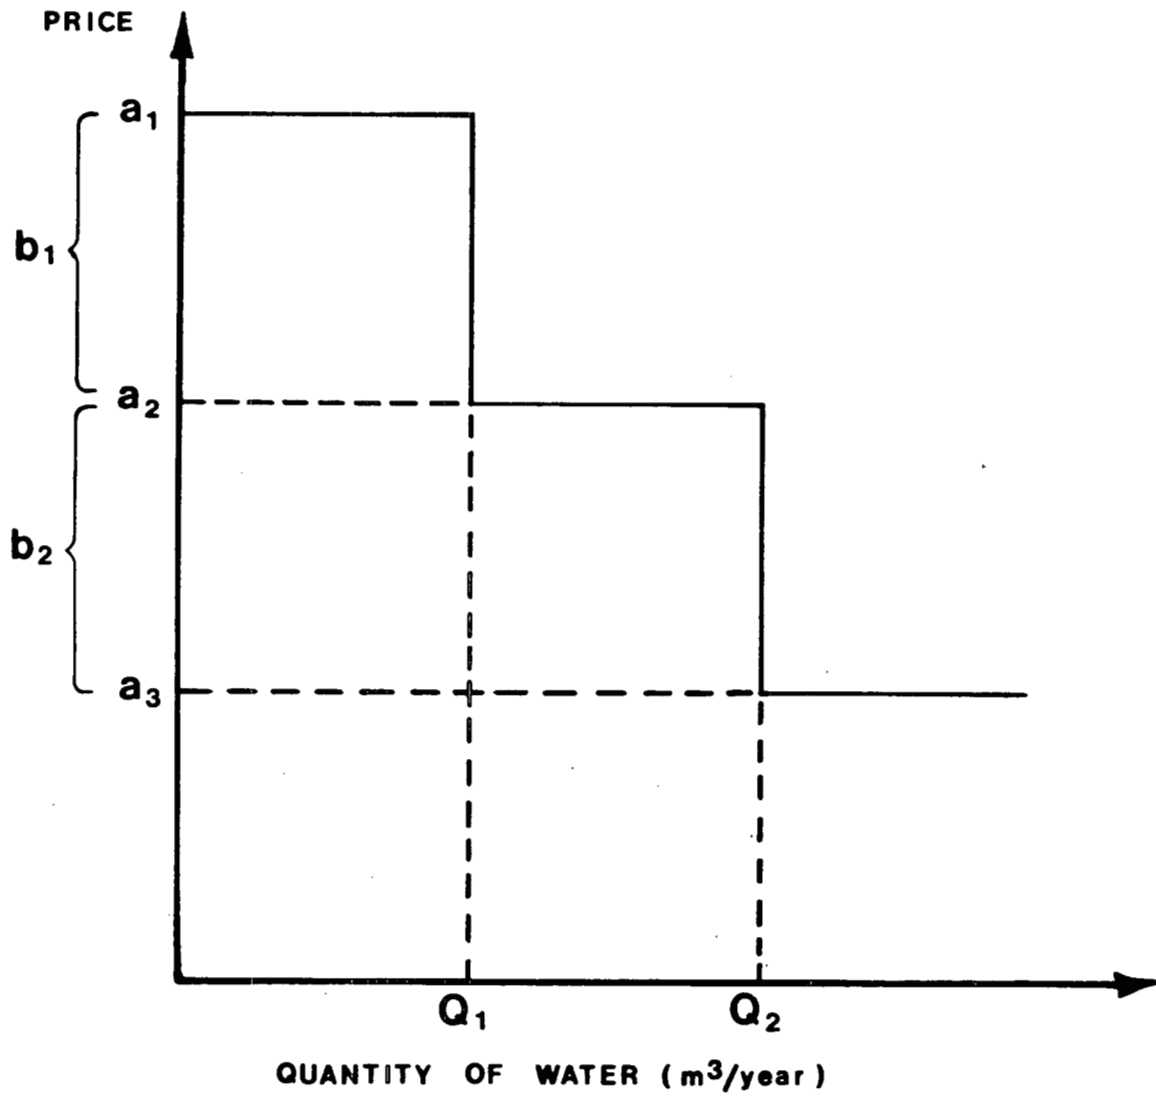 PRICE
a₁
b₁
a₂
b₂
a₃
Q₁ Q₂
QUANTITY OF WATER (m³/year)